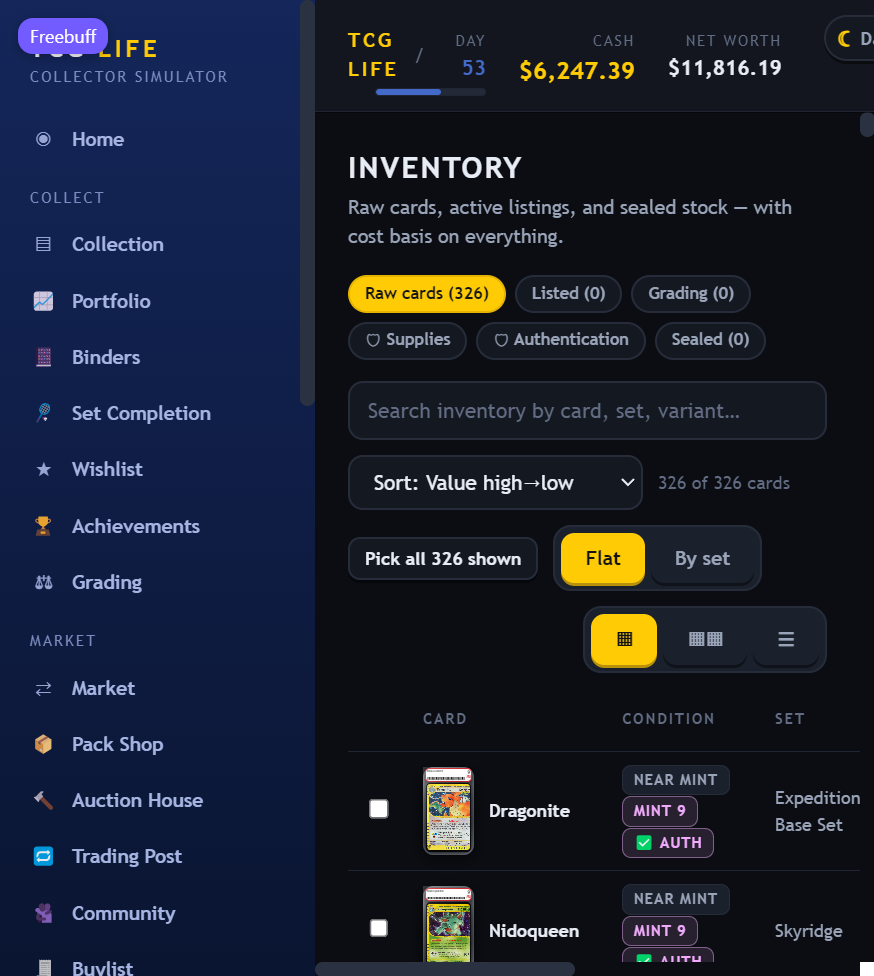 Freebuff
LIFE
COLLECTOR SIMULATOR
Home
COLLECT
Collection
Portfolio
Binders
Set Completion
Wishlist
Achievements
Grading
MARKET
Market
Pack Shop
Auction House
Trading Post
Community
Buylist
TCG LIFE
/
DAY
53
CASH
$6,247.39
NET WORTH
$11,816.19
INVENTORY
Raw cards, active listings, and sealed stock — with
cost basis on everything.
Raw cards (326)
Listed (0)
Grading (0)
Supplies
Authentication
Sealed (0)
Search inventory by card, set, variant...
Sort: Value high→low
326 of 326 cards
Pick all 326 shown
Flat
By set
CARD
CONDITION
SET
Dragonite
NEAR MINT
MINT 9
AUTH
Expedition
Base Set
Nidoqueen
NEAR MINT
MINT 9
AUTH
Skyridge